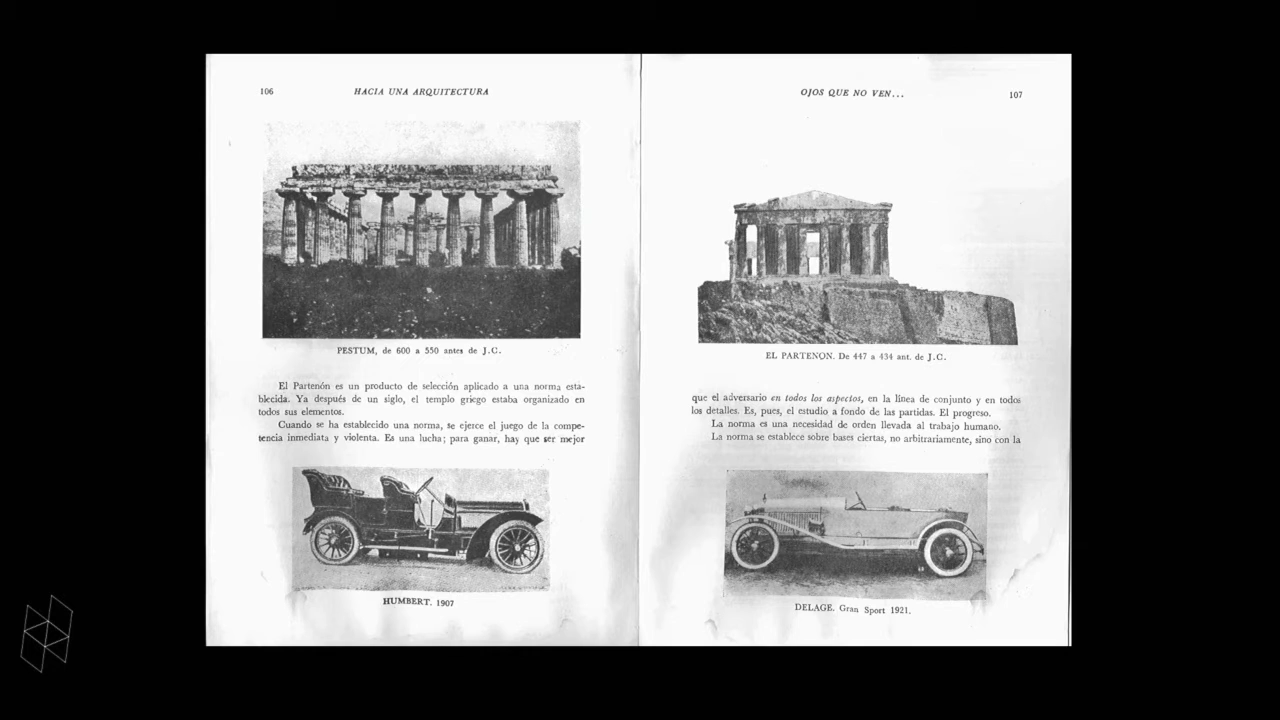 106
HACIA UNA ARQUITECTURA
PESTUM, de 600 a 550 antes de J.C.
El Partenón es un producto de selección aplicado a una norma esta-
blecida. Ya después de un siglo, el templo griego estaba organizado en
todos sus elementos.
Cuando se ha establecido una norma, se ejerce el juego de la compe-
tencia inmediata y violenta. Es una lucha; para ganar, hay que ser mejor
HUMBERT. 1907
OJOS QUE NO VEN...
107
EL PARTENON. De 447 a 434 ant. de J.C.
que el adversario en todos los aspectos, en la línea de conjunto y en todos
los detalles. Es, pues, el estudio a fondo de las partidas. El progreso.
La norma es una necesidad de orden llevada al trabajo humano.
La norma se establece sobre bases ciertas, no arbitrariamente, sino con la
DELAGE. Gran Sport 1921.